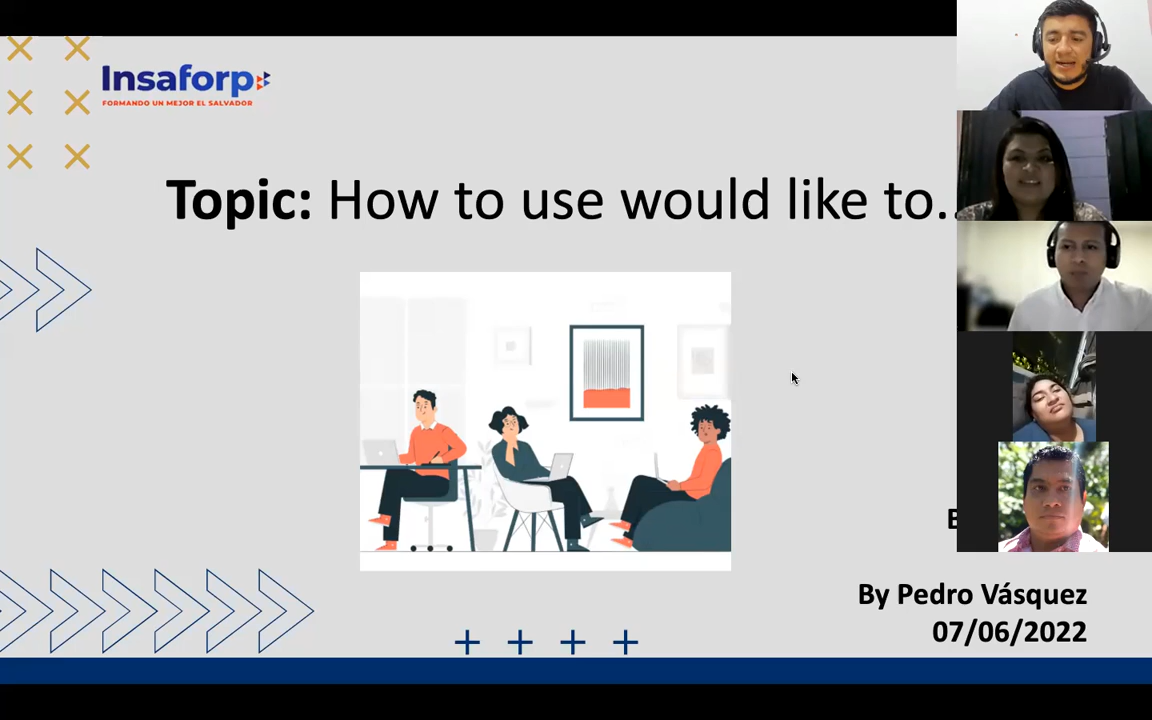 Insaforp
FORMANDO UN MEJOR EL SALVADOR
Topic: How to use would like to..
By Pedro Vásquez
07/06/2022